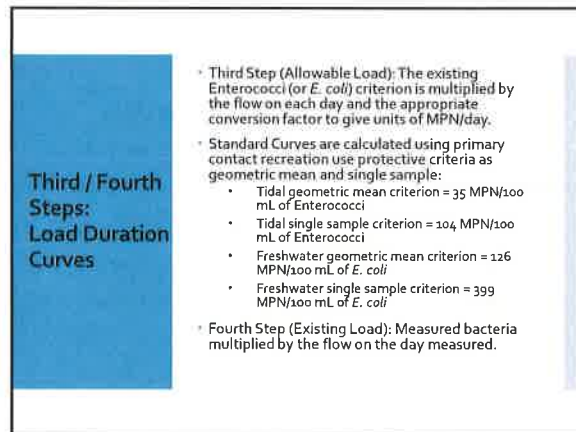 Third / Fourth
Steps:
Load Duration
Curves
• Third Step (Allowable Load): The existing
Enterococci (or E. coli) criterion is multiplied by
the flow on each day and the appropriate
conversion factor to give units of MPN/day.
• Standard Curves are calculated using primary
contact recreation use protective criteria as
geometric mean and single sample:
• Tidal geometric mean criterion = 35 MPN/100
mL of Enterococci
• Tidal single sample criterion = 104 MPN/100
mL of Enterococci
• Freshwater geometric mean criterion = 126
MPN/100 mL of E. coli
• Freshwater single sample criterion = 399
MPN/100 mL of E. coli
• Fourth Step (Existing Load): Measured bacteria
multiplied by the flow on the day measured.